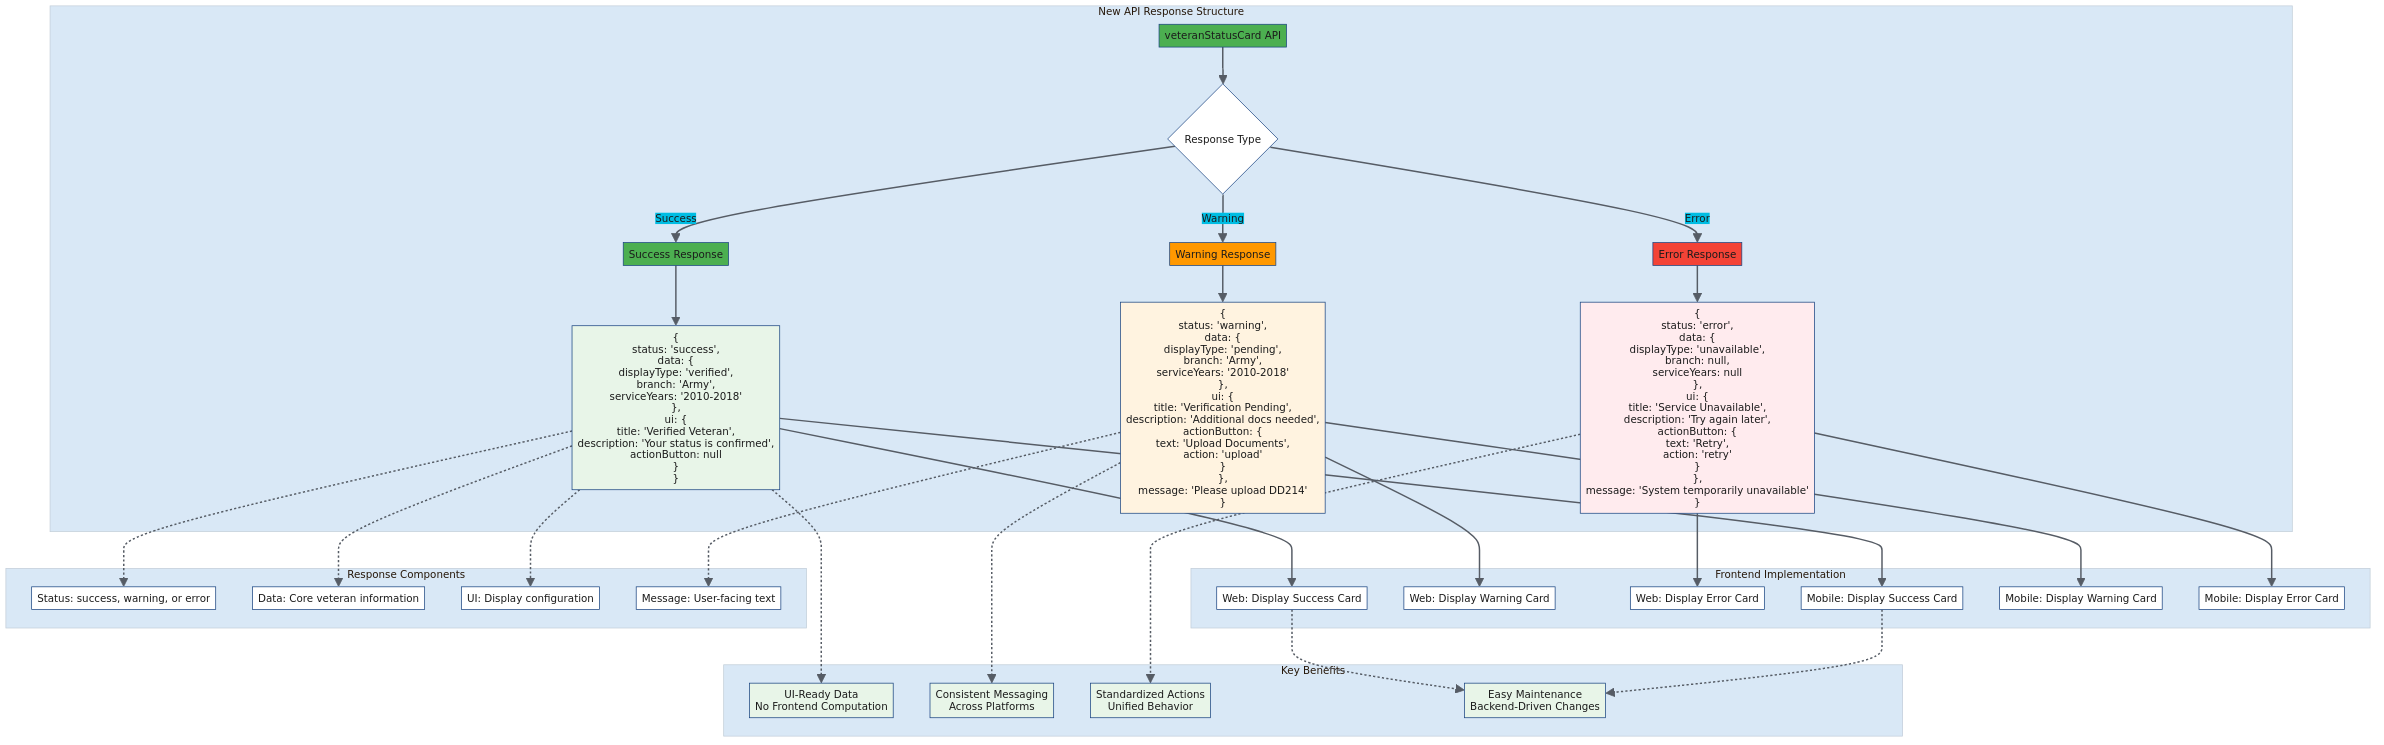 New API Response Structure
veteranStatusCard API
Response Type
Success
Warning
Error
Success Response
Warning Response
Error Response
{
status: 'success',
data: {
displayType: 'verified',
branch: 'Army',
serviceYears: '2010-2018'
},
ui: {
title: 'Verified Veteran',
description: 'Your status is confirmed',
actionButton: null
}
}
{
status: 'warning',
data: {
displayType: 'pending',
branch: 'Army',
serviceYears: '2010-2018'
},
ui: {
title: 'Verification Pending',
description: 'Additional docs needed',
actionButton: {
text: 'Upload Documents',
action: 'upload'
}
},
message: 'Please upload DD214'
}
{
status: 'error',
data: {
displayType: 'unavailable',
branch: null,
serviceYears: null
},
ui: {
title: 'Service Unavailable',
description: 'Try again later',
actionButton: {
text: 'Retry',
action: 'retry'
}
},
message: 'System temporarily unavailable'
}
Response Components
Status: success, warning, or error
Data: Core veteran information
UI: Display configuration
Message: User-facing text
Frontend Implementation
Web: Display Success Card
Web: Display Warning Card
Web: Display Error Card
Mobile: Display Success Card
Mobile: Display Warning Card
Mobile: Display Error Card
Key Benefits
UI-Ready Data
No Frontend Computation
Consistent Messaging
Across Platforms
Standardized Actions
Unified Behavior
Easy Maintenance
Backend-Driven Changes